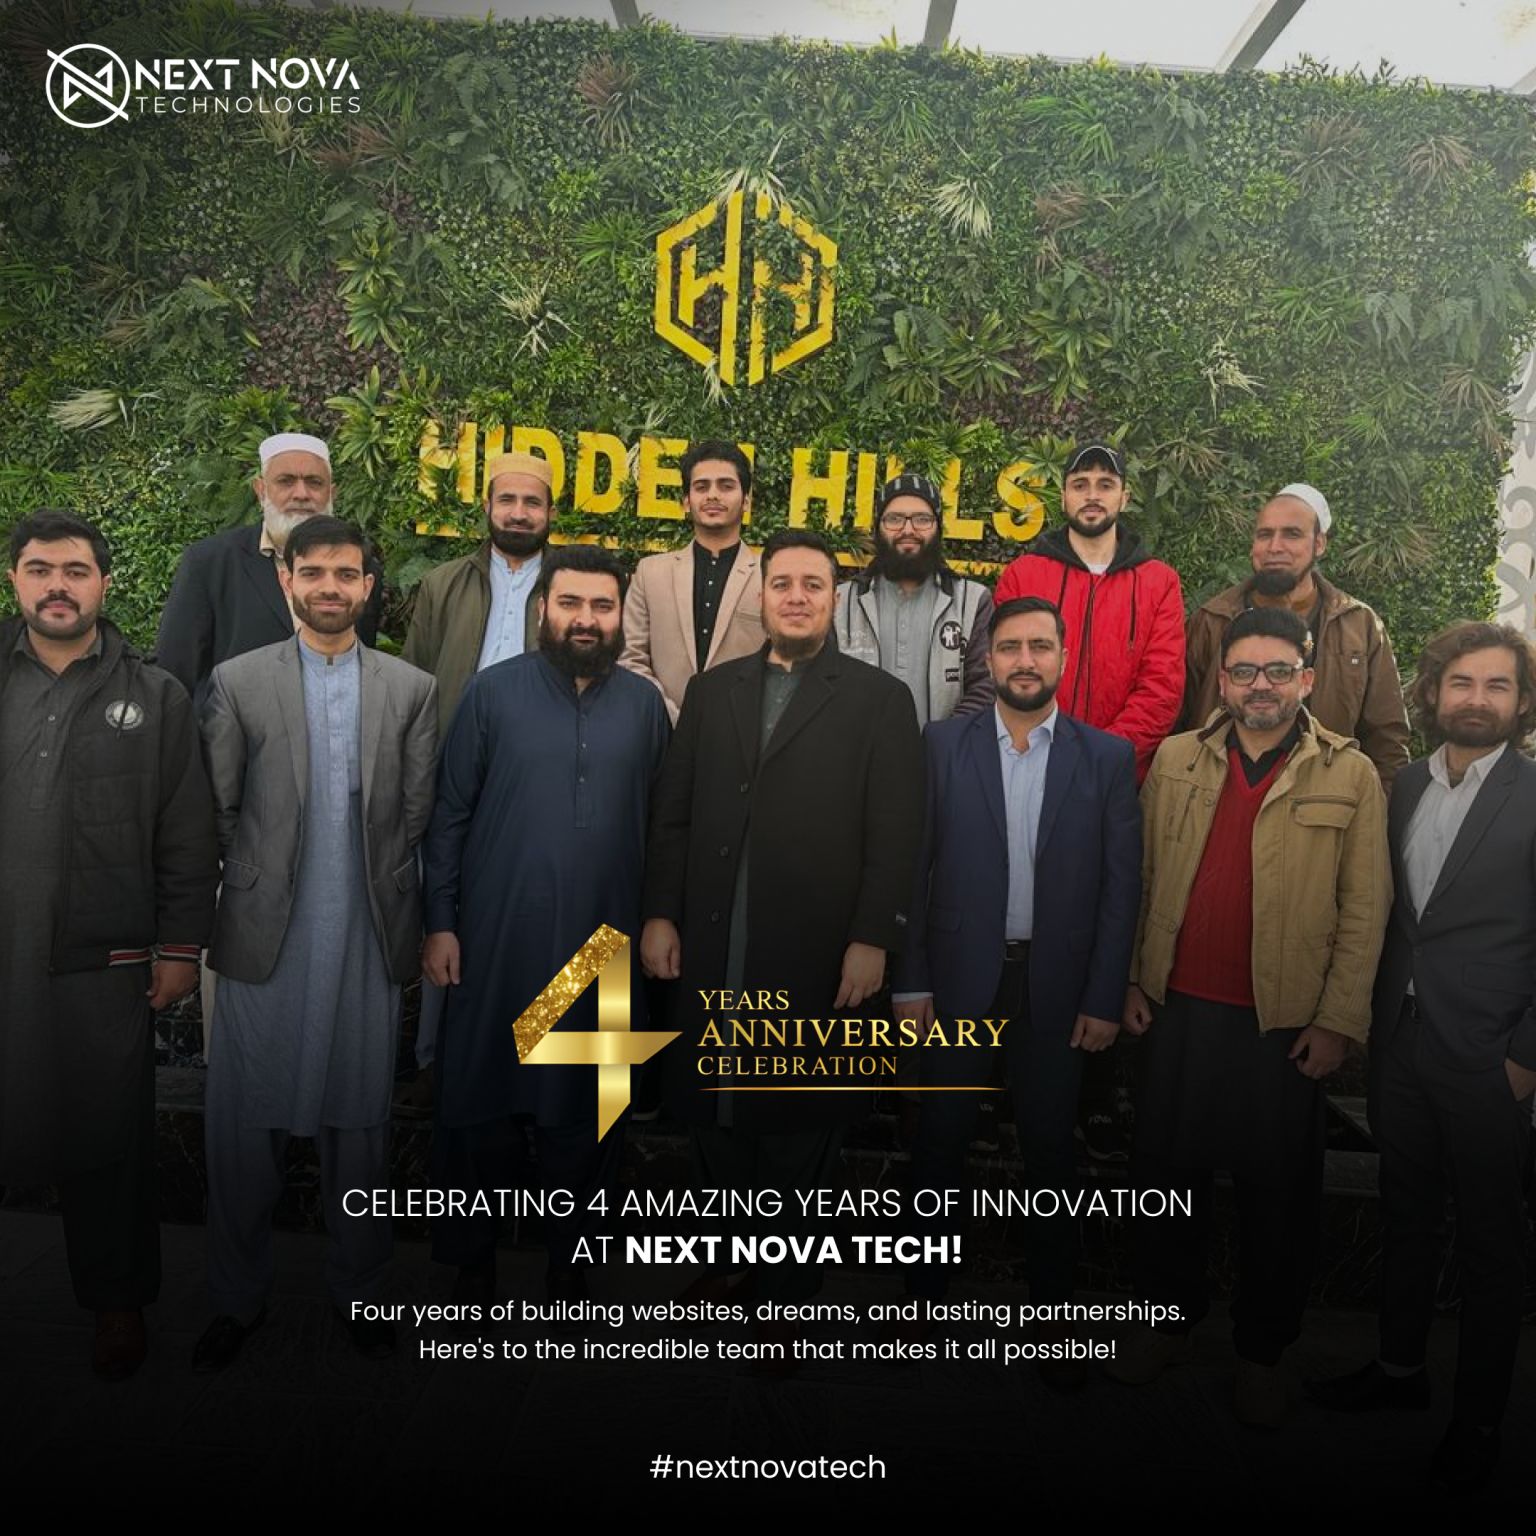 NEXT NOVA
TECHNOLOGIES
HH
HIDDEN HILLS
4
YEARS
ANNIVERSARY
CELEBRATION
CELEBRATING 4 AMAZING YEARS OF INNOVATION
AT NEXT NOVA TECH!
Four years of building websites, dreams, and lasting partnerships.
Here's to the incredible team that makes it all possible!
#nextnovatech